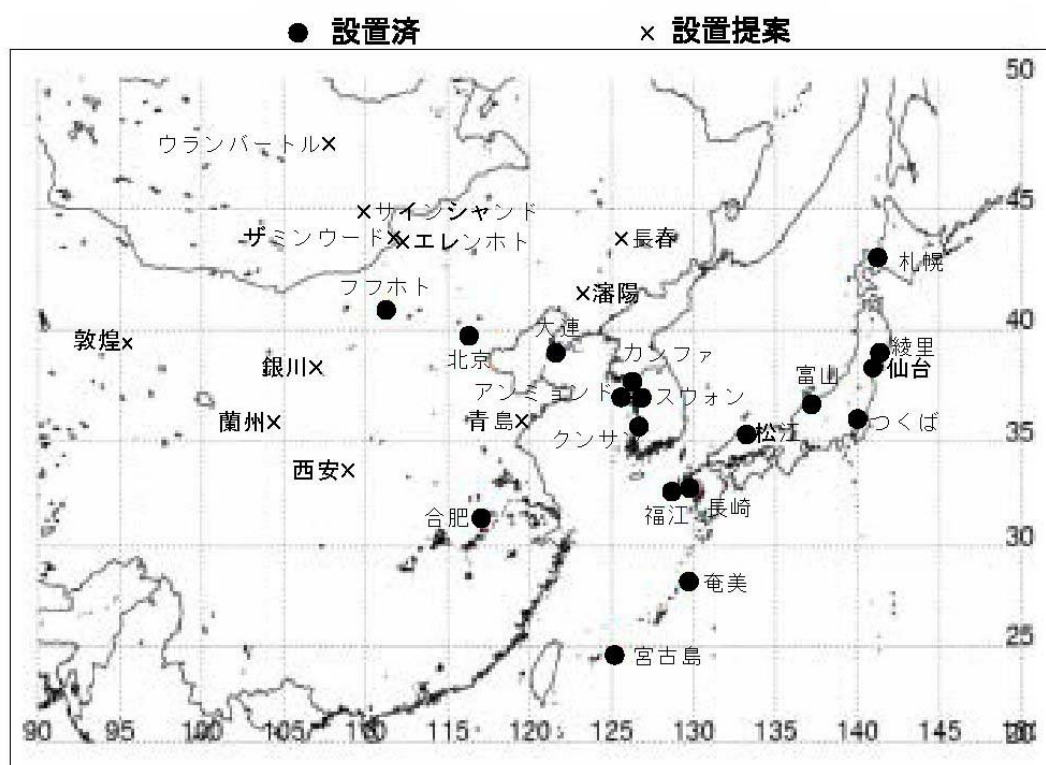 ● 設置済 × 設置提案
50
ウランバートル×
45
×サインシャンド
ザミンウード×
×エレンホト
×長春
札幌
フフホト
×瀋陽
40
大連
敦煌×
北京
カンファ
綾里
銀川×
富山
仙台
アンミョンド
スウォン
蘭州×
青島×
クンサン
松江
つくば
35
西安×
福江
長崎
合肥
30
奄美
25
宮古島
90 95 100 105 110 115 120 125 130 135 140 145